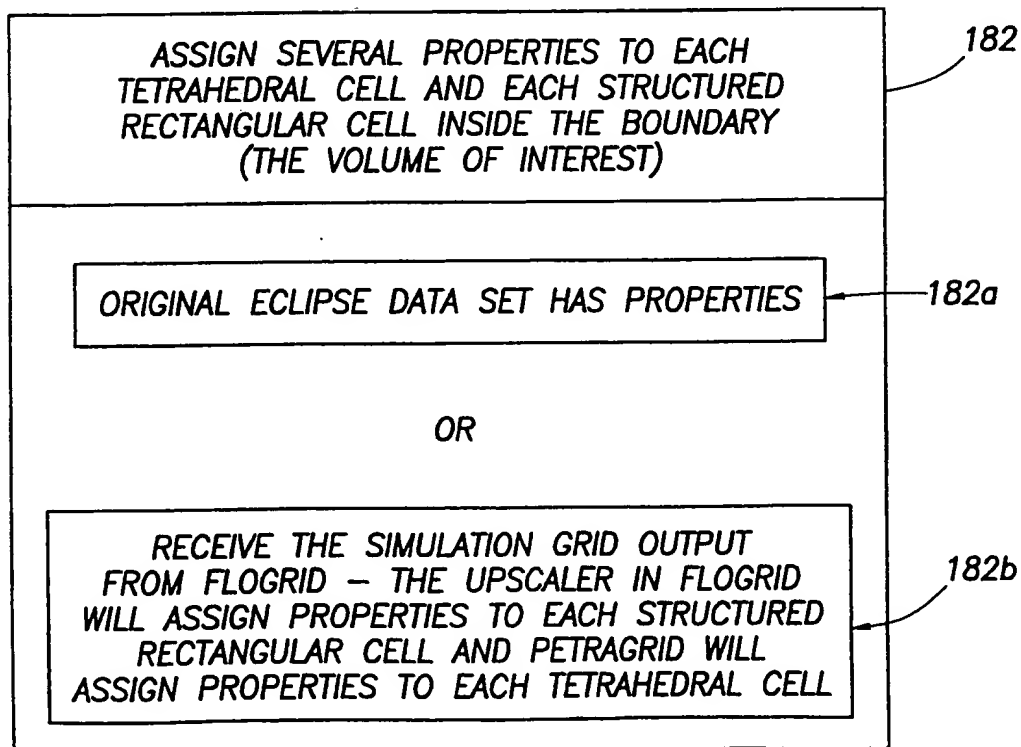 ASSIGN SEVERAL PROPERTIES TO EACH
TETRAHEDRAL CELL AND EACH STRUCTURED
RECTANGULAR CELL INSIDE THE BOUNDARY
(THE VOLUME OF INTEREST)
182
ORIGINAL ECLIPSE DATA SET HAS PROPERTIES
182a
OR
RECEIVE THE SIMULATION GRID OUTPUT
FROM FLOGRID – THE UPSCALER IN FLOGRID
WILL ASSIGN PROPERTIES TO EACH STRUCTURED
RECTANGULAR CELL AND PETRAGRID WILL
ASSIGN PROPERTIES TO EACH TETRAHEDRAL CELL
182b